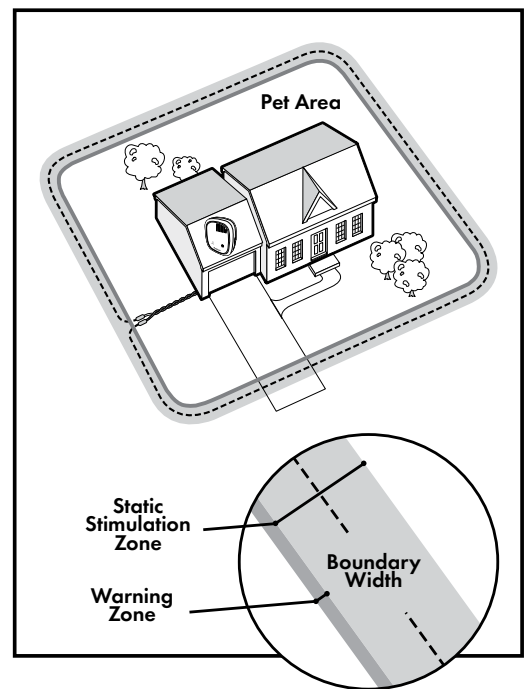 Pet Area
Static
Stimulation
Zone
Boundary
Width
Warning
Zone